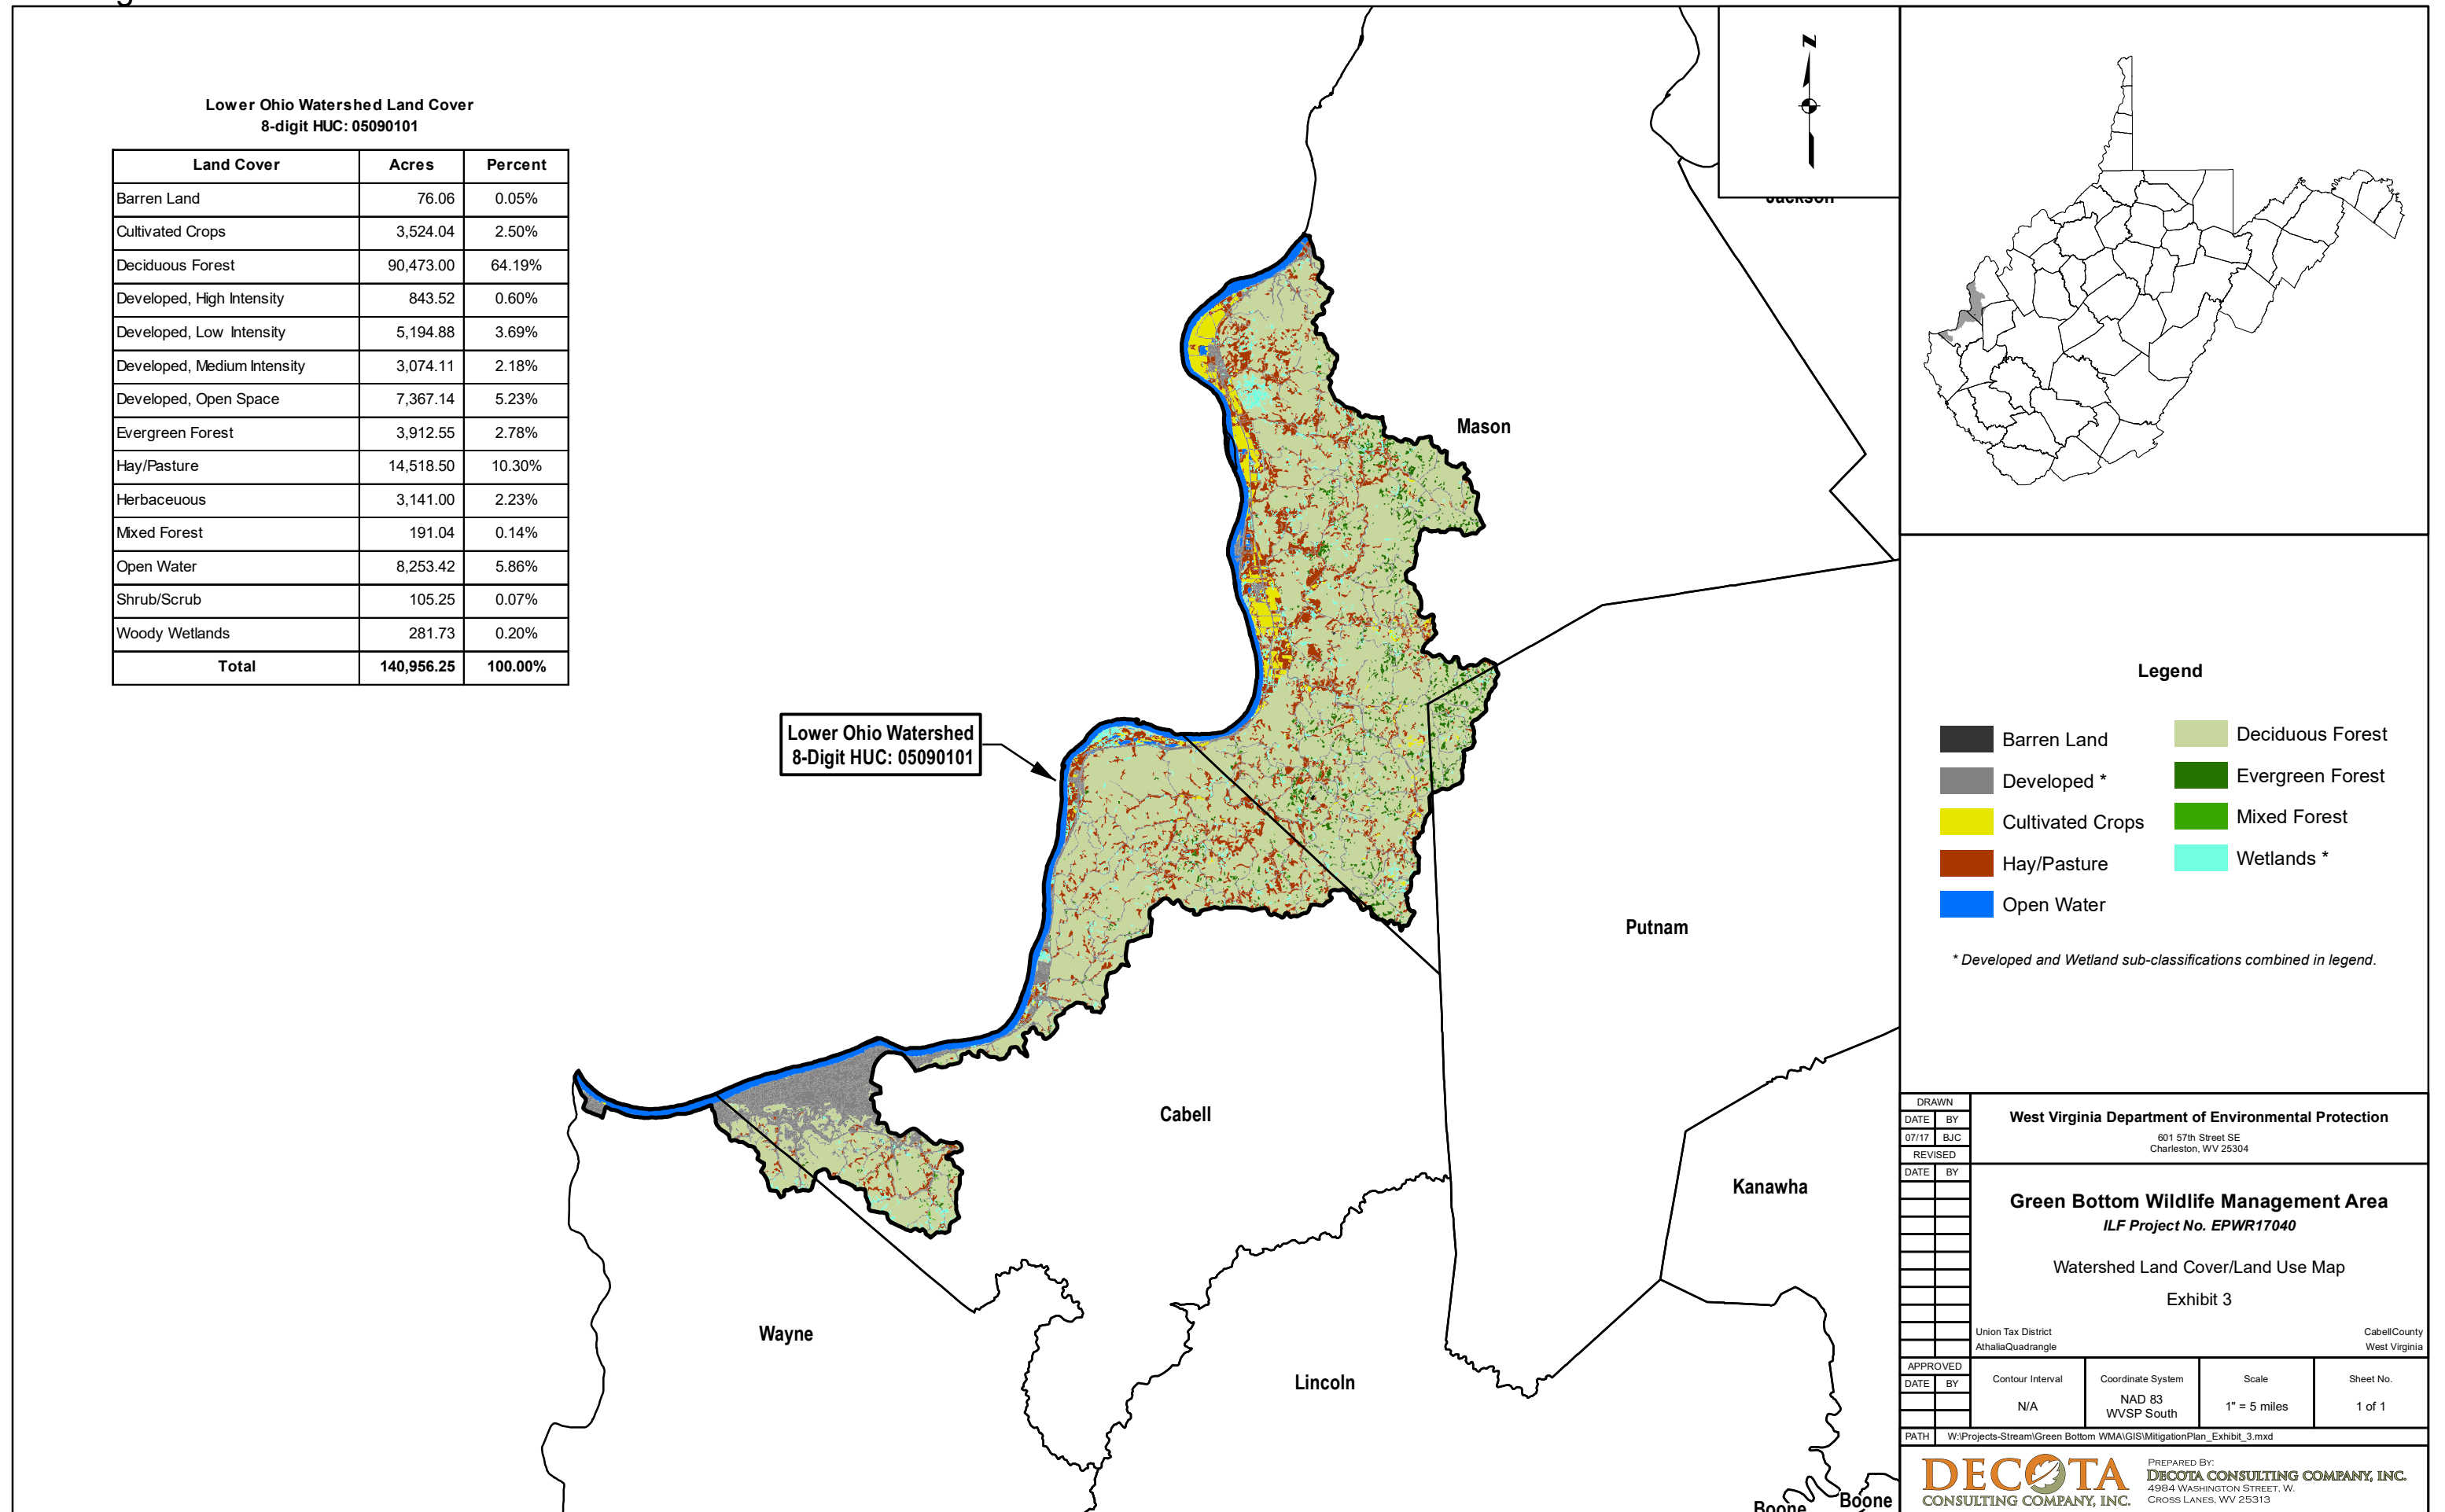 Lower Ohio Watershed Land Cover
8-digit HUC: 05090101
Land Cover Acres Percent
Barren Land 76.06 0.05%
Cultivated Crops 3,524.04 2.50%
Deciduous Forest 90,473.00 64.19%
Developed, High Intensity 843.52 0.60%
Developed, Low Intensity 5,194.88 3.69%
Developed, Medium Intensity 3,074.11 2.18%
Developed, Open Space 7,367.14 5.23%
Evergreen Forest 3,912.55 2.78%
Hay/Pasture 14,518.50 10.30%
Herbaceuous 3,141.00 2.23%
Mixed Forest 191.04 0.14%
Open Water 8,253.42 5.86%
Shrub/Scrub 105.25 0.07%
Woody Wetlands 281.73 0.20%
Total 140,956.25 100.00%
Z
Jackson
Mason
Lower Ohio Watershed
8-Digit HUC: 05090101
Putnam
Cabell
Kanawha
Wayne
Lincoln
Boone
Boone
Legend
Barren Land
Developed *
Cultivated Crops
Hay/Pasture
Open Water
Deciduous Forest
Evergreen Forest
Mixed Forest
Wetlands *
* Developed and Wetland sub-classifications combined in legend.
DRAWN
DATE BY
07/17 BJC
REVISED
DATE BY
West Virginia Department of Environmental Protection
601 57th Street SE
Charleston, WV 25304
Green Bottom Wildlife Management Area
ILF Project No. EPWR17040
Watershed Land Cover/Land Use Map
Exhibit 3
Union Tax District
AthaliaQuadrangle
CabellCounty
West Virginia
APPROVED
DATE BY
Contour Interval
N/A
Coordinate System
NAD 83
WVSP South
Scale
1" = 5 miles
Sheet No.
1 of 1
PATH W:\Projects-Stream\Green Bottom WMA\GIS\MitigationPlan_Exhibit_3.mxd
DECOTA
CONSULTING COMPANY, INC.
PREPARED BY:
DECOTA CONSULTING COMPANY, INC.
4984 WASHINGTON STREET, W.
CROSS LANES, WV 25313